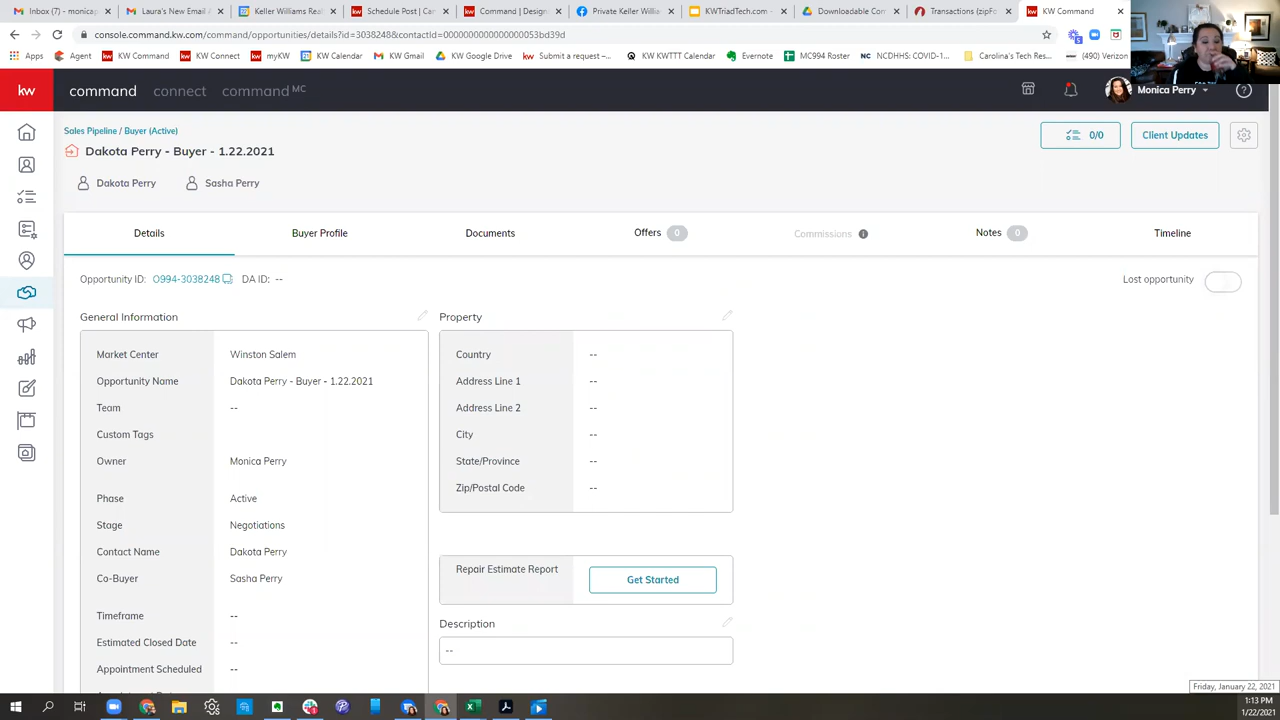 Inbox (7) - monica
Laura's New Email A
Keller Williams Rea
Schedule Post | Can
Command | Design
Private Keller Willia
KWTriadTech.com -
Downloadable Con
Transactions (zipFo
KW Command
console.command.kw.com/command/opportunities/details?id=3038248&contactId=
Apps
Agent
KW Command
KW Connect
myKW
KW Calendar
KW Gmail
KW Google Drive
Submit a request –...
KW KWTTT Calendar
Evernote
MC994 Roster
NC NCDHHS: COVID-1...
Carolina's Tech Res...
(490) Verizon
kw
command connect command MC
Monica Perry
Sales Pipeline / Buyer (Active)
Dakota Perry - Buyer - 1.22.2021
0/0
Client Updates
Dakota Perry Sasha Perry
Details Buyer Profile Documents Offers 0 Commissions Notes 0 Timeline
Opportunity ID: O994-3038248 DA ID: --
Lost opportunity
General Information
Market Center Winston Salem
Opportunity Name Dakota Perry - Buyer - 1.22.2021
Team --
Custom Tags
Owner Monica Perry
Phase Active
Stage Negotiations
Contact Name Dakota Perry
Co-Buyer Sasha Perry
Timeframe --
Estimated Closed Date --
Appointment Scheduled --
Property
Country --
Address Line 1 --
Address Line 2 --
City --
State/Province --
Zip/Postal Code --
Repair Estimate Report Get Started
Description
--
Friday, January 22, 2021
1:13 PM
1/22/2021